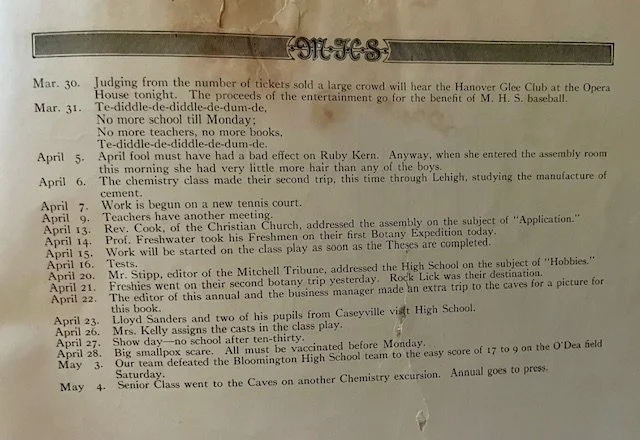 M·H·S·
Mar. 30. Judging from the number of tickets sold a large crowd will hear the Hanover Glee Club at the Opera
House tonight. The proceeds of the entertainment go for the benefit of M. H. S. baseball.
Mar. 31. Te-diddle-de-diddle-de-dum-de,
No more school till Monday;
No more teachers, no more books,
Te-diddle-de-diddle-de-dum-de.
April 5. April fool must have had a bad effect on Ruby Kern. Anyway, when she entered the assembly room
this morning she had very little more hair than any of the boys.
April 6. The chemistry class made their second trip, this time through Lehigh, studying the manufacture of
cement.
April 7. Work is begun on a new tennis court.
April 9. Teachers have another meeting.
April 13. Rev. Cook, of the Christian Church, addressed the assembly on the subject of "Application."
April 14. Prof. Freshwater took his Freshmen on their first Botany Expedition today.
April 15. Work will be started on the class play as soon as the Theses are completed.
April 16. Tests.
April 20. Mr. Stipp, editor of the Mitchell Tribune, addressed the High School on the subject of "Hobbies."
April 21. Freshies went on their second botany trip yesterday. Rock Lick was their destination.
April 22. The editor of this annual and the business manager made an extra trip to the caves for a picture for
this book.
April 23. Lloyd Sanders and two of his pupils from Caseyville visit High School.
April 26. Mrs. Kelly assigns the casts in the class play.
April 27. Show day—no school after ten-thirty.
April 28. Big smallpox scare. All must be vaccinated before Monday.
May 3. Our team defeated the Bloomington High School team to the easy score of 17 to 9 on the O'Dea field
Saturday.
May 4. Senior Class went to the Caves on another Chemistry excursion. Annual goes to press.